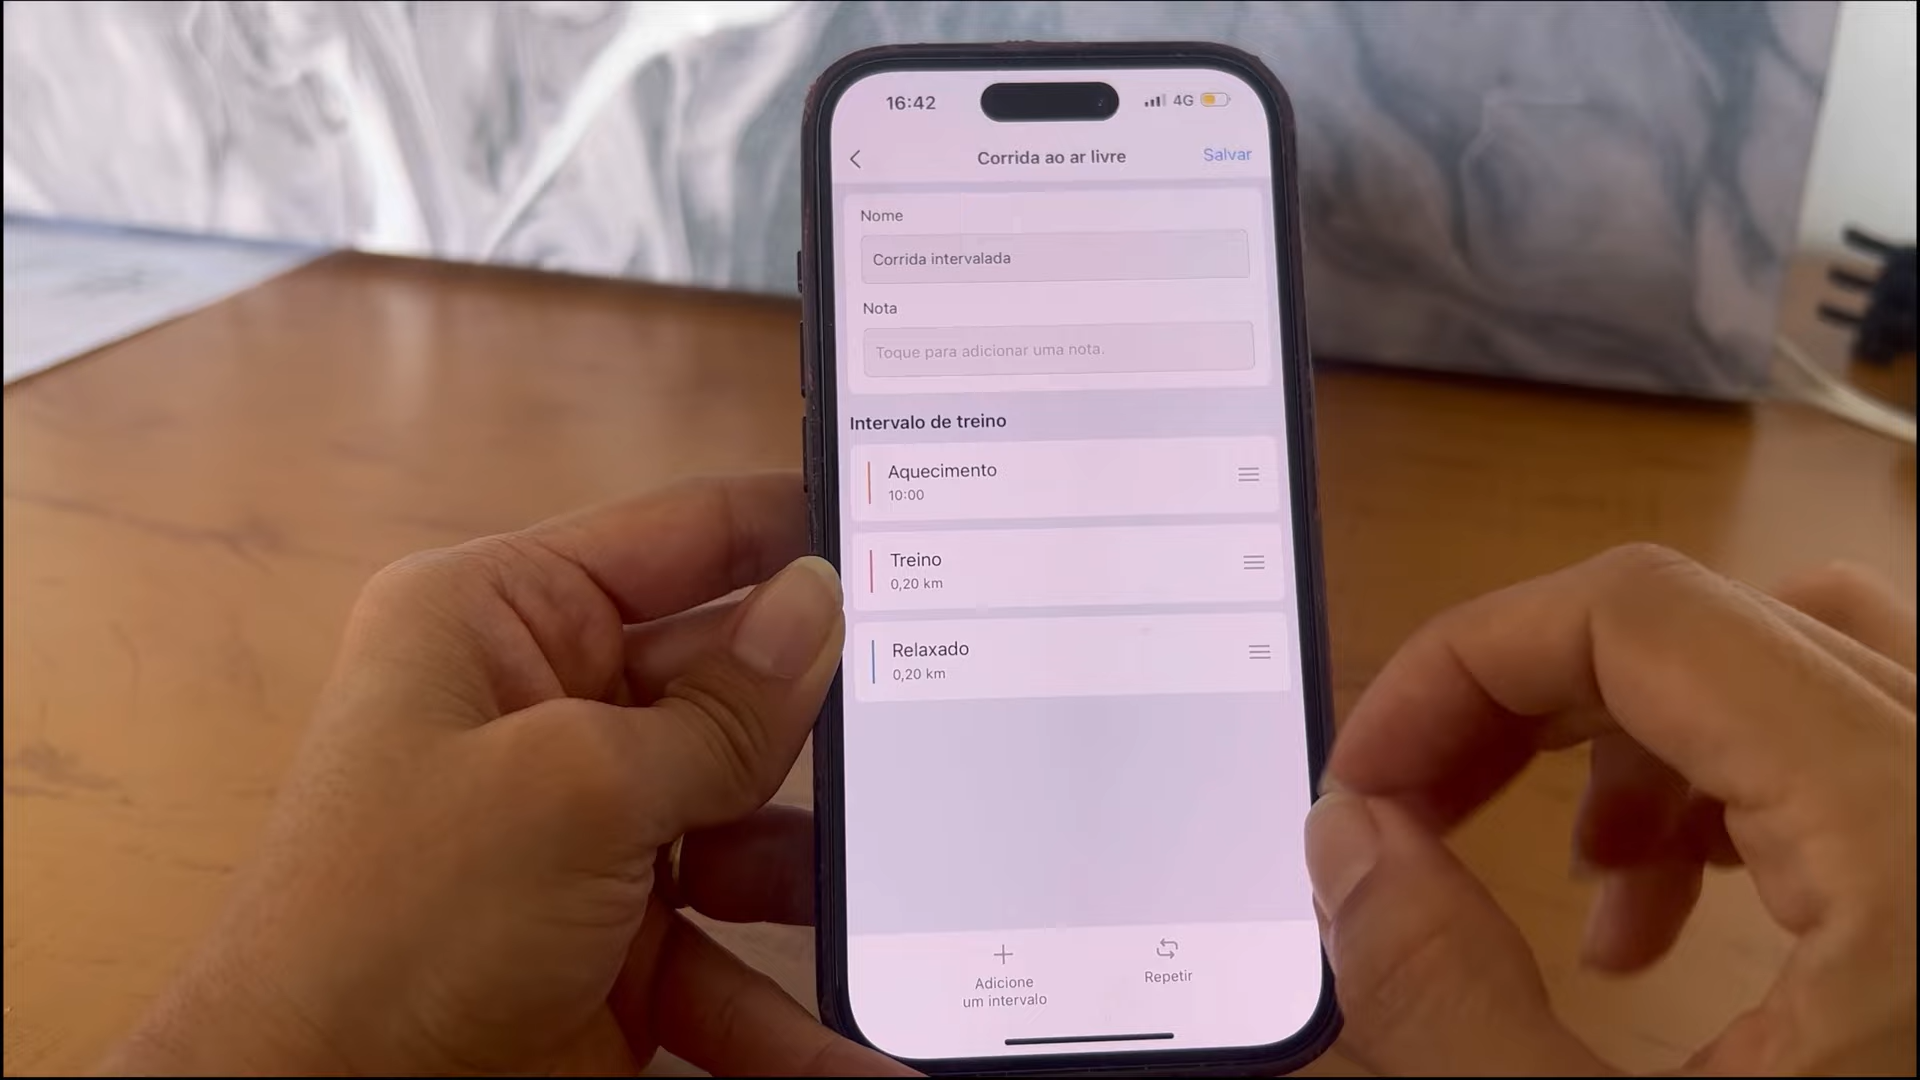 16:42
4G
Corrida ao ar livre
Salvar
Nome
Corrida intervalada
Nota
Toque para adicionar uma nota.
Intervalo de treino
Aquecimento
10:00
Treino
0,20 km
Relaxado
0,20 km
Adicione
um intervalo
Repetir